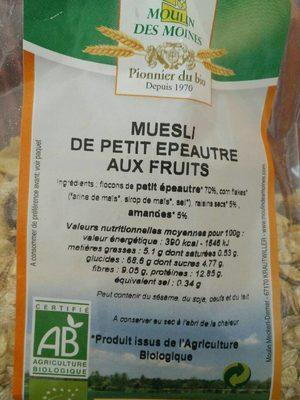 MOULIN
DES MOINES
Pionnier du bio
Depuis 1970
MUESLI
DE PETIT EPEAUTRE
AUX FRUITS
Ingrédients : flocons de petit épeautre* 70%, corn flakes*
(*farine de maïs*, sirop de maïs*, sel*), raisins secs* 5%,
amandes* 5%.
Valeurs nutritionnelles moyennes pour 100g :
valeur énergétique : 390 kcal - 1646 kJ
matières grasses : 5.1 g dont saturées 0.53 g,
glucides : 68.6 g dont sucres 4.77 g,
fibres : 9.05 g, protéines : 12.85 g,
équivalent sel : 0.34 g
Peut contenir du sésame, du soja, oeufs et du lait
A conserver au sec à l'abri de la chaleur
*Produit issus de l'Agriculture
Biologique
CERTIFIÉ
AB
AGRICULTURE
BIOLOGIQUE
A consommer de préférence avant: voir paquet
67170 KRAUTWILLER